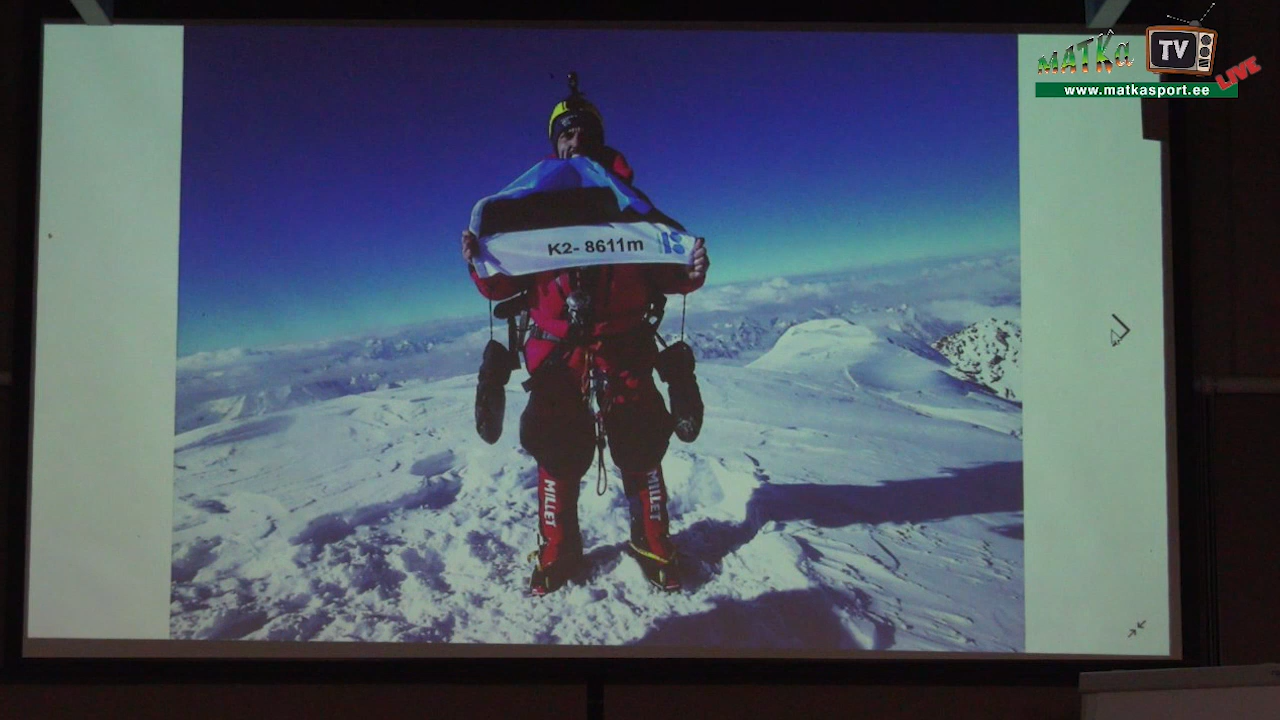 MATKa
TV
LIVE
www.matkasport.ee
K2- 8611m
MILLET
MILLET